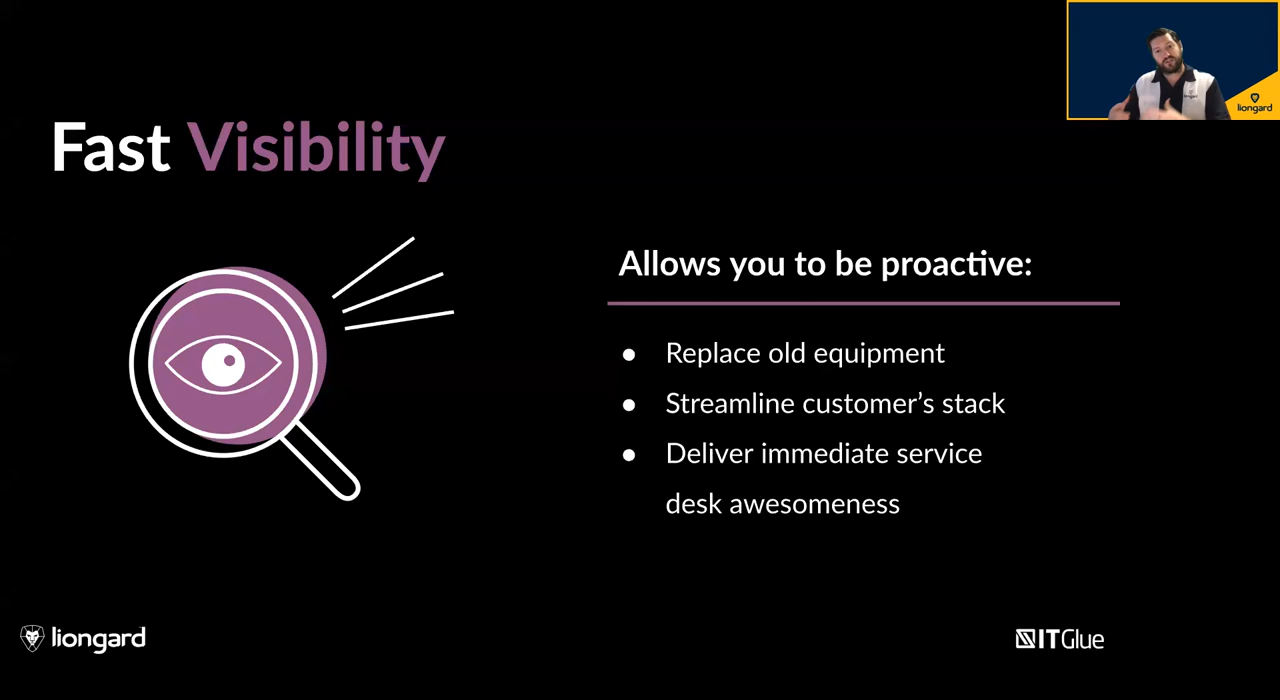 liongard
liongard
Fast Visibility
Allows you to be proactive:
● Replace old equipment
● Streamline customer’s stack
● Deliver immediate service
desk awesomeness
liongard
ITGlue